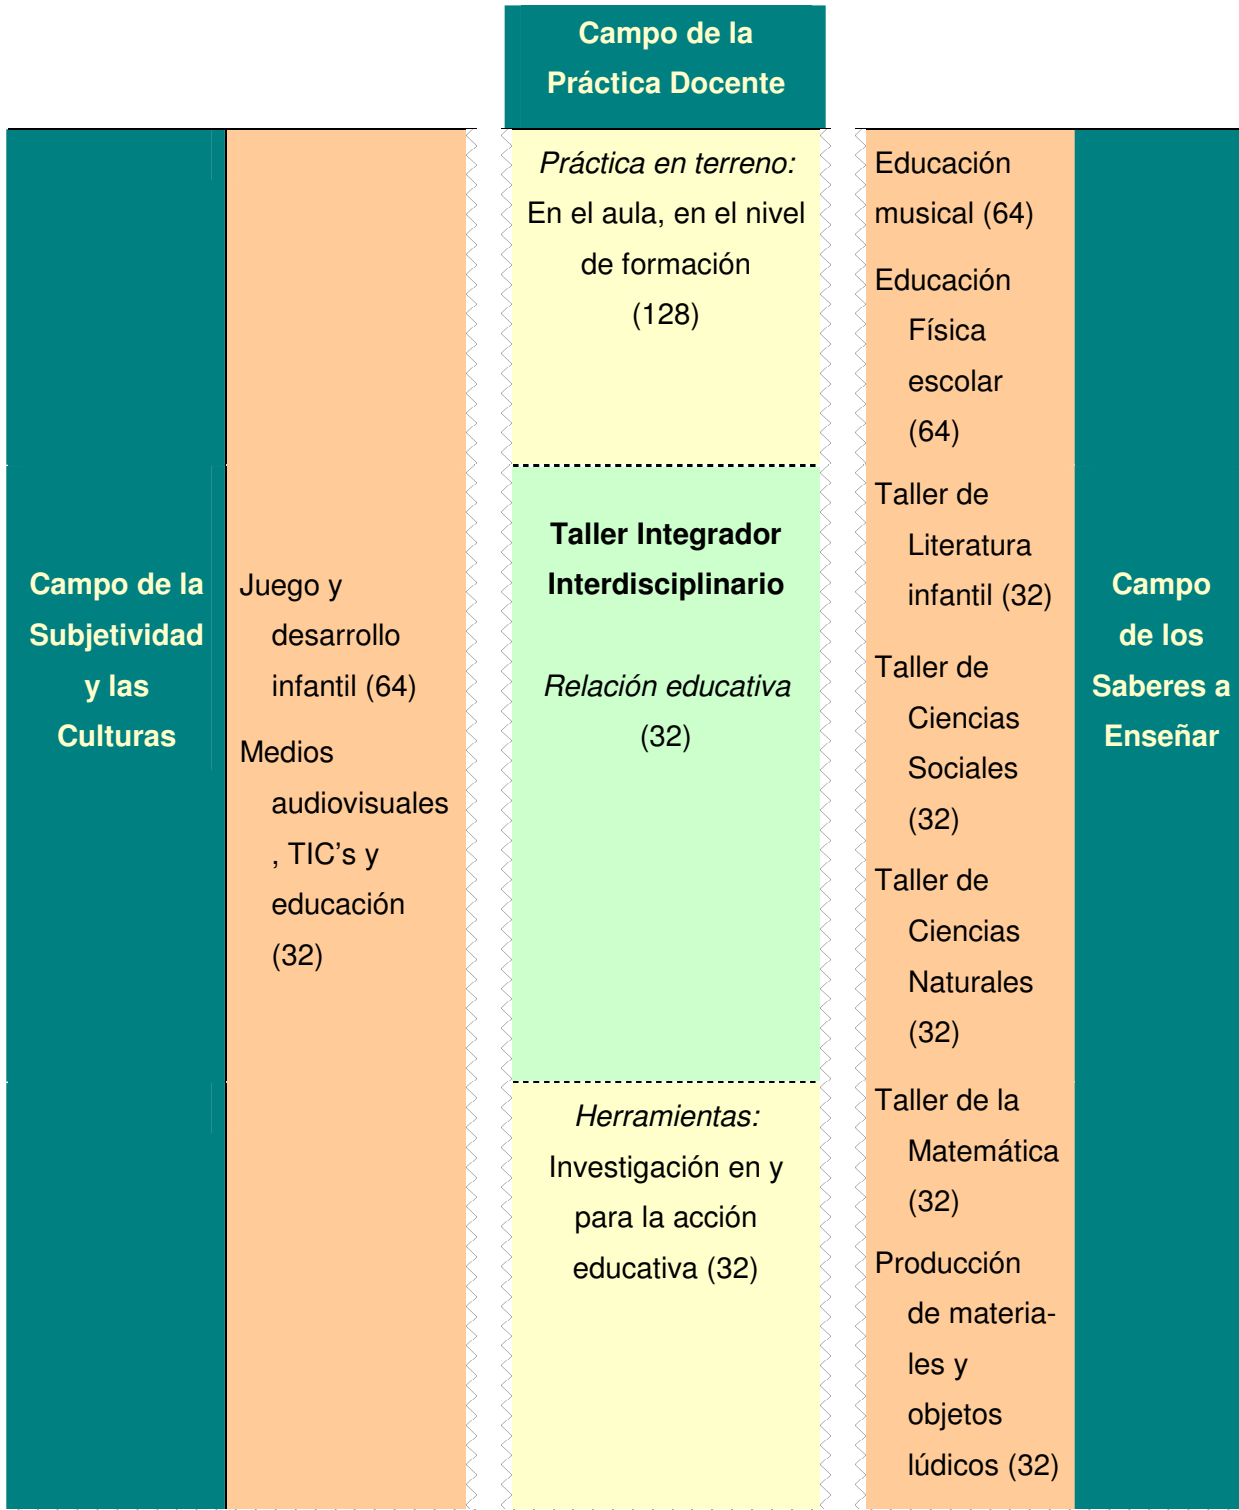 Campo de la
Práctica Docente
Campo de la
Subjetividad
y las
Culturas
Juego y
desarrollo
infantil (64)
Medios
audiovisuales
, TIC's y
educación
(32)
Práctica en terreno:
En el aula, en el nivel
de formación
(128)
Taller Integrador
Interdisciplinario
Relación educativa
(32)
Herramientas:
Investigación en y
para la acción
educativa (32)
Educación
musical (64)
Educación
Física
escolar
(64)
Taller de
Literatura
infantil (32)
Taller de
Ciencias
Sociales
(32)
Taller de
Ciencias
Naturales
(32)
Taller de la
Matemática
(32)
Producción
de materia-
les y
objetos
lúdicos (32)
Campo
de los
Saberes a
Enseñar